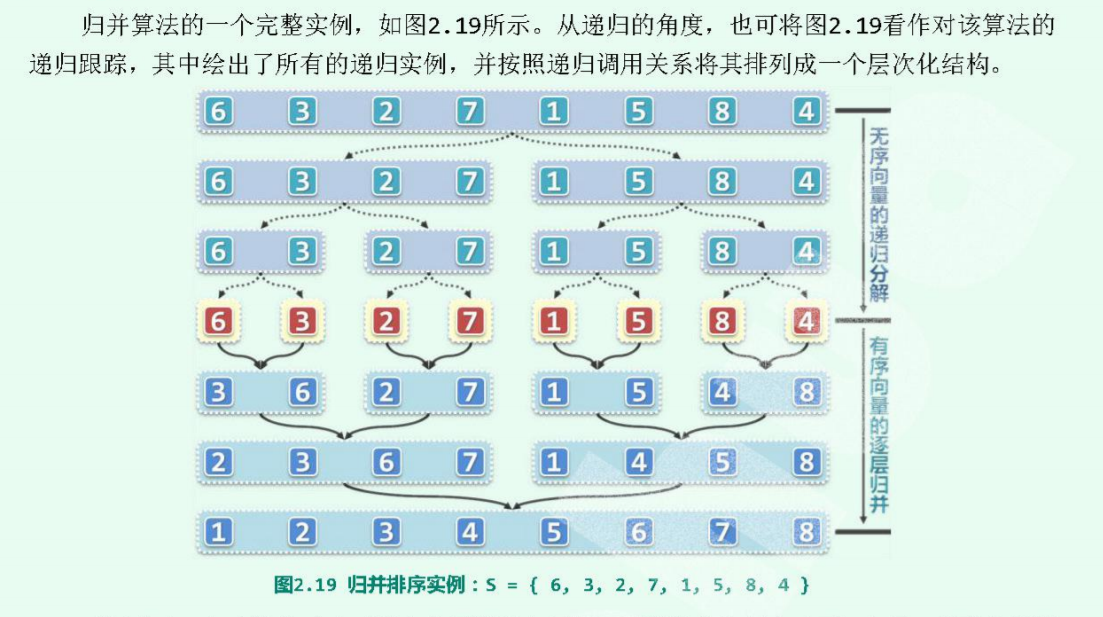 归并算法的一个完整实例，如图2.19所示。从递归的角度，也可将图2.19看作对该算法的
递归跟踪，其中绘出了所有的递归实例，并按照递归调用关系将其排列成一个层次化结构。
6 3 2 7 1 5 8 4
6 3 2 7 1 5 8 4
6 3 2 7 1 5 8 4
6 3 2 7 1 5 8 4
3 6 2 7 1 5 4 8
2 3 6 7 1 4 5 8
1 2 3 4 5 6 7 8
无序向量的递归分解
有序向量的逐层归并
图2.19 归并排序实例：S = { 6, 3, 2, 7, 1, 5, 8, 4 }